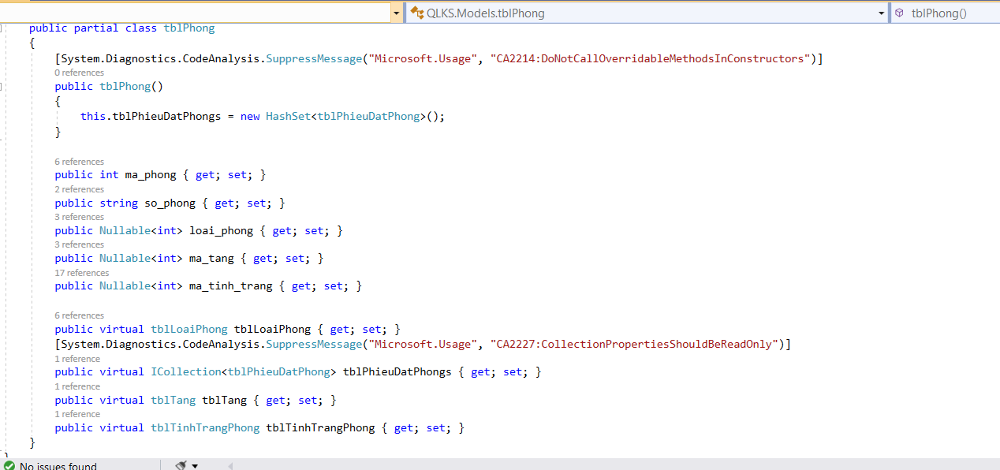 QLKS.Models.tblPhong
tblPhong()
public partial class tblPhong
{
[System.Diagnostics.CodeAnalysis.SuppressMessage("Microsoft.Usage", "CA2214:DoNotCallOverridableMethodsInConstructors")]
0 references
public tblPhong()
{
this.tblPhieuDatPhongs = new HashSet<tblPhieuDatPhong>();
}
6 references
public int ma_phong { get; set; }
2 references
public string so_phong { get; set; }
3 references
public Nullable<int> loai_phong { get; set; }
3 references
public Nullable<int> ma_tang { get; set; }
17 references
public Nullable<int> ma_tinh_trang { get; set; }
6 references
public virtual tblLoaiPhong tblLoaiPhong { get; set; }
[System.Diagnostics.CodeAnalysis.SuppressMessage("Microsoft.Usage", "CA2227:CollectionPropertiesShouldBeReadOnly")]
1 reference
public virtual ICollection<tblPhieuDatPhong> tblPhieuDatPhongs { get; set; }
1 reference
public virtual tblTang tblTang { get; set; }
1 reference
public virtual tblTinhTrangPhong tblTinhTrangPhong { get; set; }
}
}
No issues found